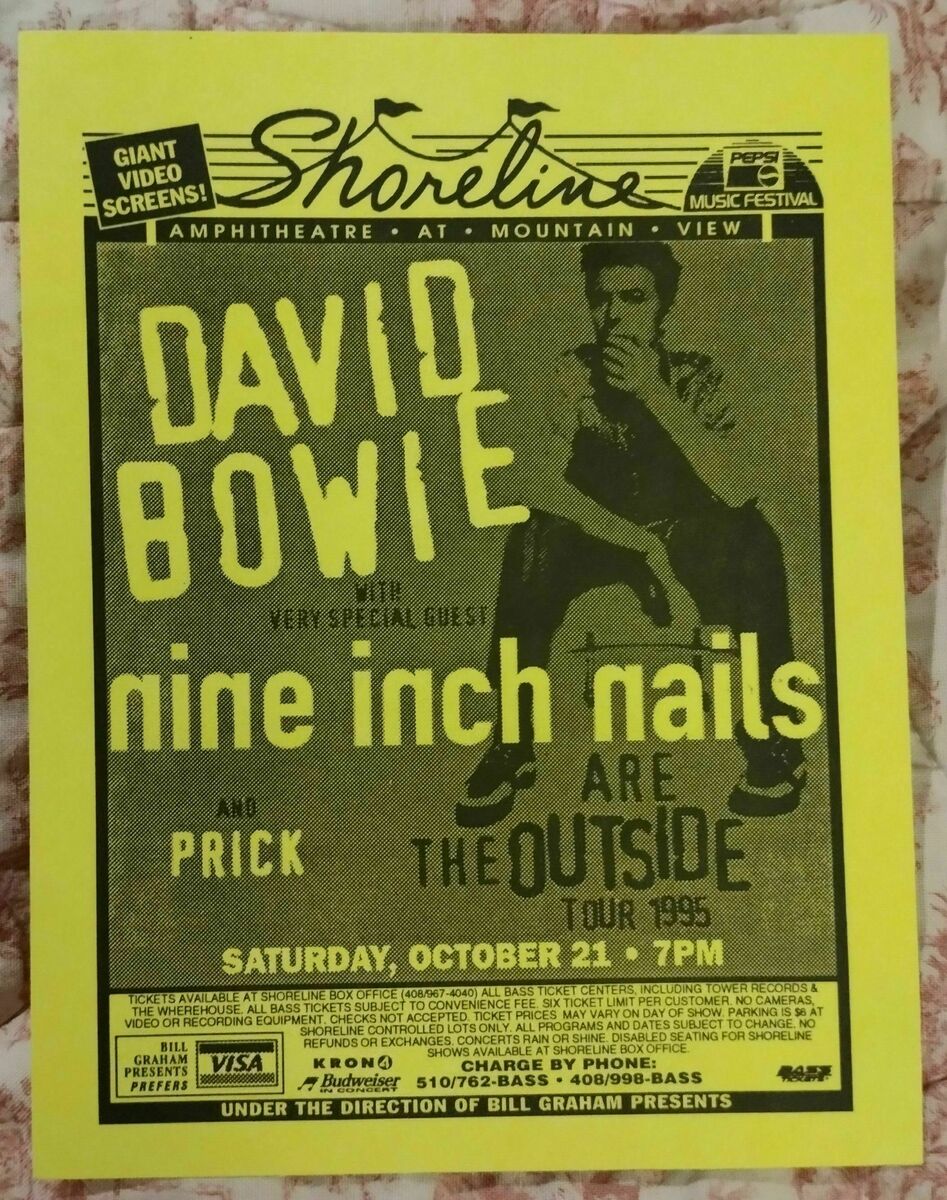 GIANT
VIDEO
SCREENS!
Shoreline
PEPSI
MUSIC FESTIVAL
AMPHITHEATRE • AT • MOUNTAIN • VIEW
DAVID
BOWIE
WITH
VERY SPECIAL GUEST
nine inch nails
AND
PRICK
ARE
THE OUTSIDE
TOUR 1995
SATURDAY, OCTOBER 21 • 7PM
TICKETS AVAILABLE AT SHORELINE BOX OFFICE (408/967-4040) ALL BASS TICKET CENTERS, INCLUDING TOWER RECORDS &
THE WHEREHOUSE. ALL BASS TICKETS SUBJECT TO CONVENIENCE FEE. SIX TICKET LIMIT PER CUSTOMER. NO CAMERAS,
VIDEO OR RECORDING EQUIPMENT. CHECKS NOT ACCEPTED. TICKET PRICES MAY VARY ON DAY OF SHOW. PARKING IS $6 AT
SHORELINE CONTROLLED LOTS ONLY. ALL PROGRAMS AND DATES SUBJECT TO CHANGE. NO
REFUNDS OR EXCHANGES. CONCERTS RAIN OR SHINE. DISABLED SEATING FOR SHORELINE
SHOWS AVAILABLE AT SHORELINE BOX OFFICE.
BILL
GRAHAM
PRESENTS
PREFERS
VISA
KRON 4
Budweiser
IN CONCERT
CHARGE BY PHONE:
510/762-BASS • 408/998-BASS
BASS
TICKETS
UNDER THE DIRECTION OF BILL GRAHAM PRESENTS